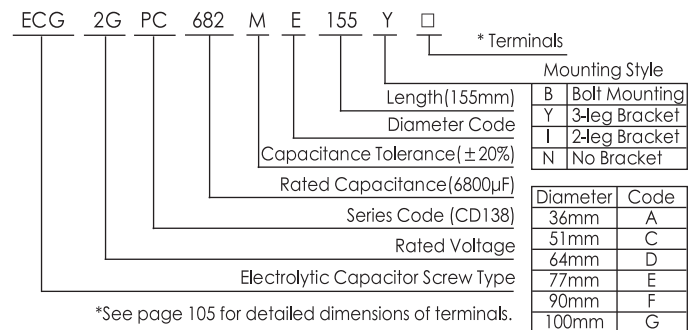 ECG 2G PC 682 M E 155 Y □
* Terminals
Mounting Style
B Bolt Mounting
Y 3-leg Bracket
I 2-leg Bracket
N No Bracket
Length(155mm)
Diameter Code
Capacitance Tolerance(±20%)
Rated Capacitance(6800μF)
Series Code (CD138)
Rated Voltage
Electrolytic Capacitor Screw Type
Diameter Code
36mm A
51mm C
64mm D
77mm E
90mm F
100mm G
*See page 105 for detailed dimensions of terminals.